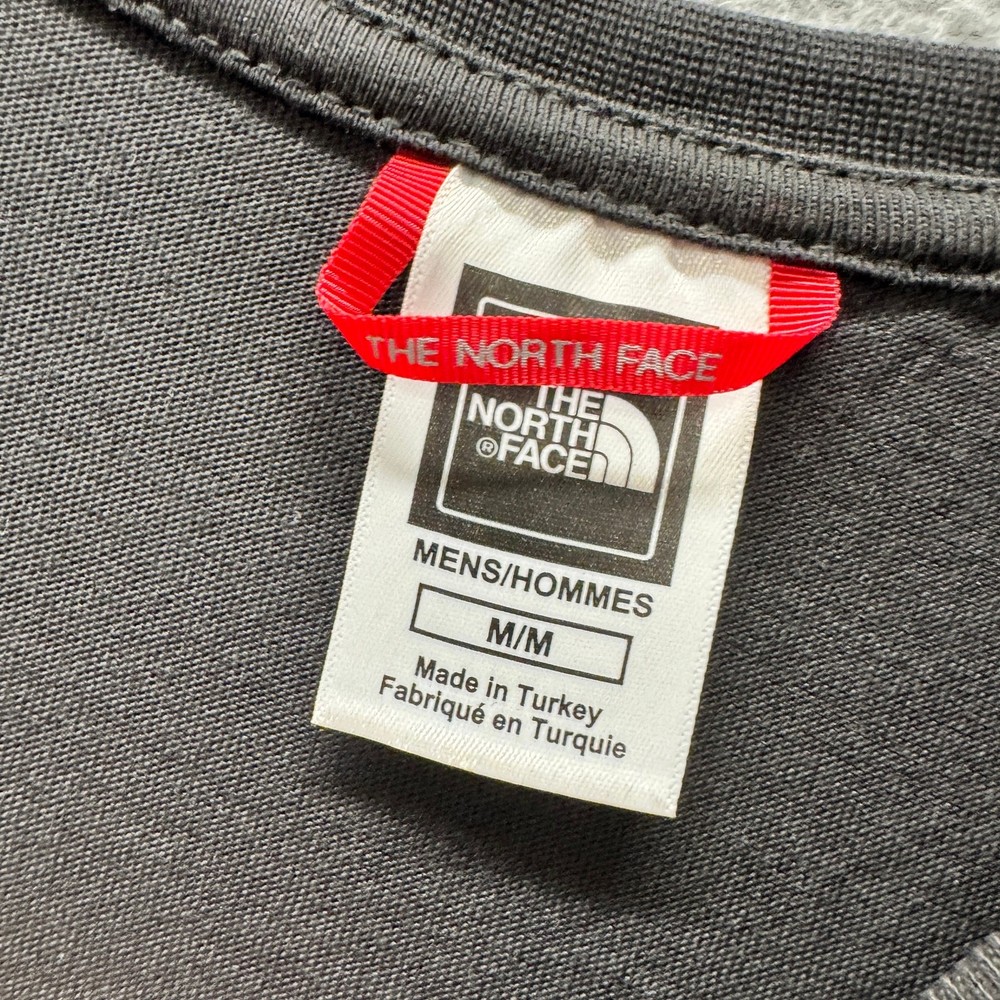 THE NORTH FACE
THE
NORTH
®FACE
MENS/HOMMES
M/M
Made in Turkey
Fabriqué en Turquie